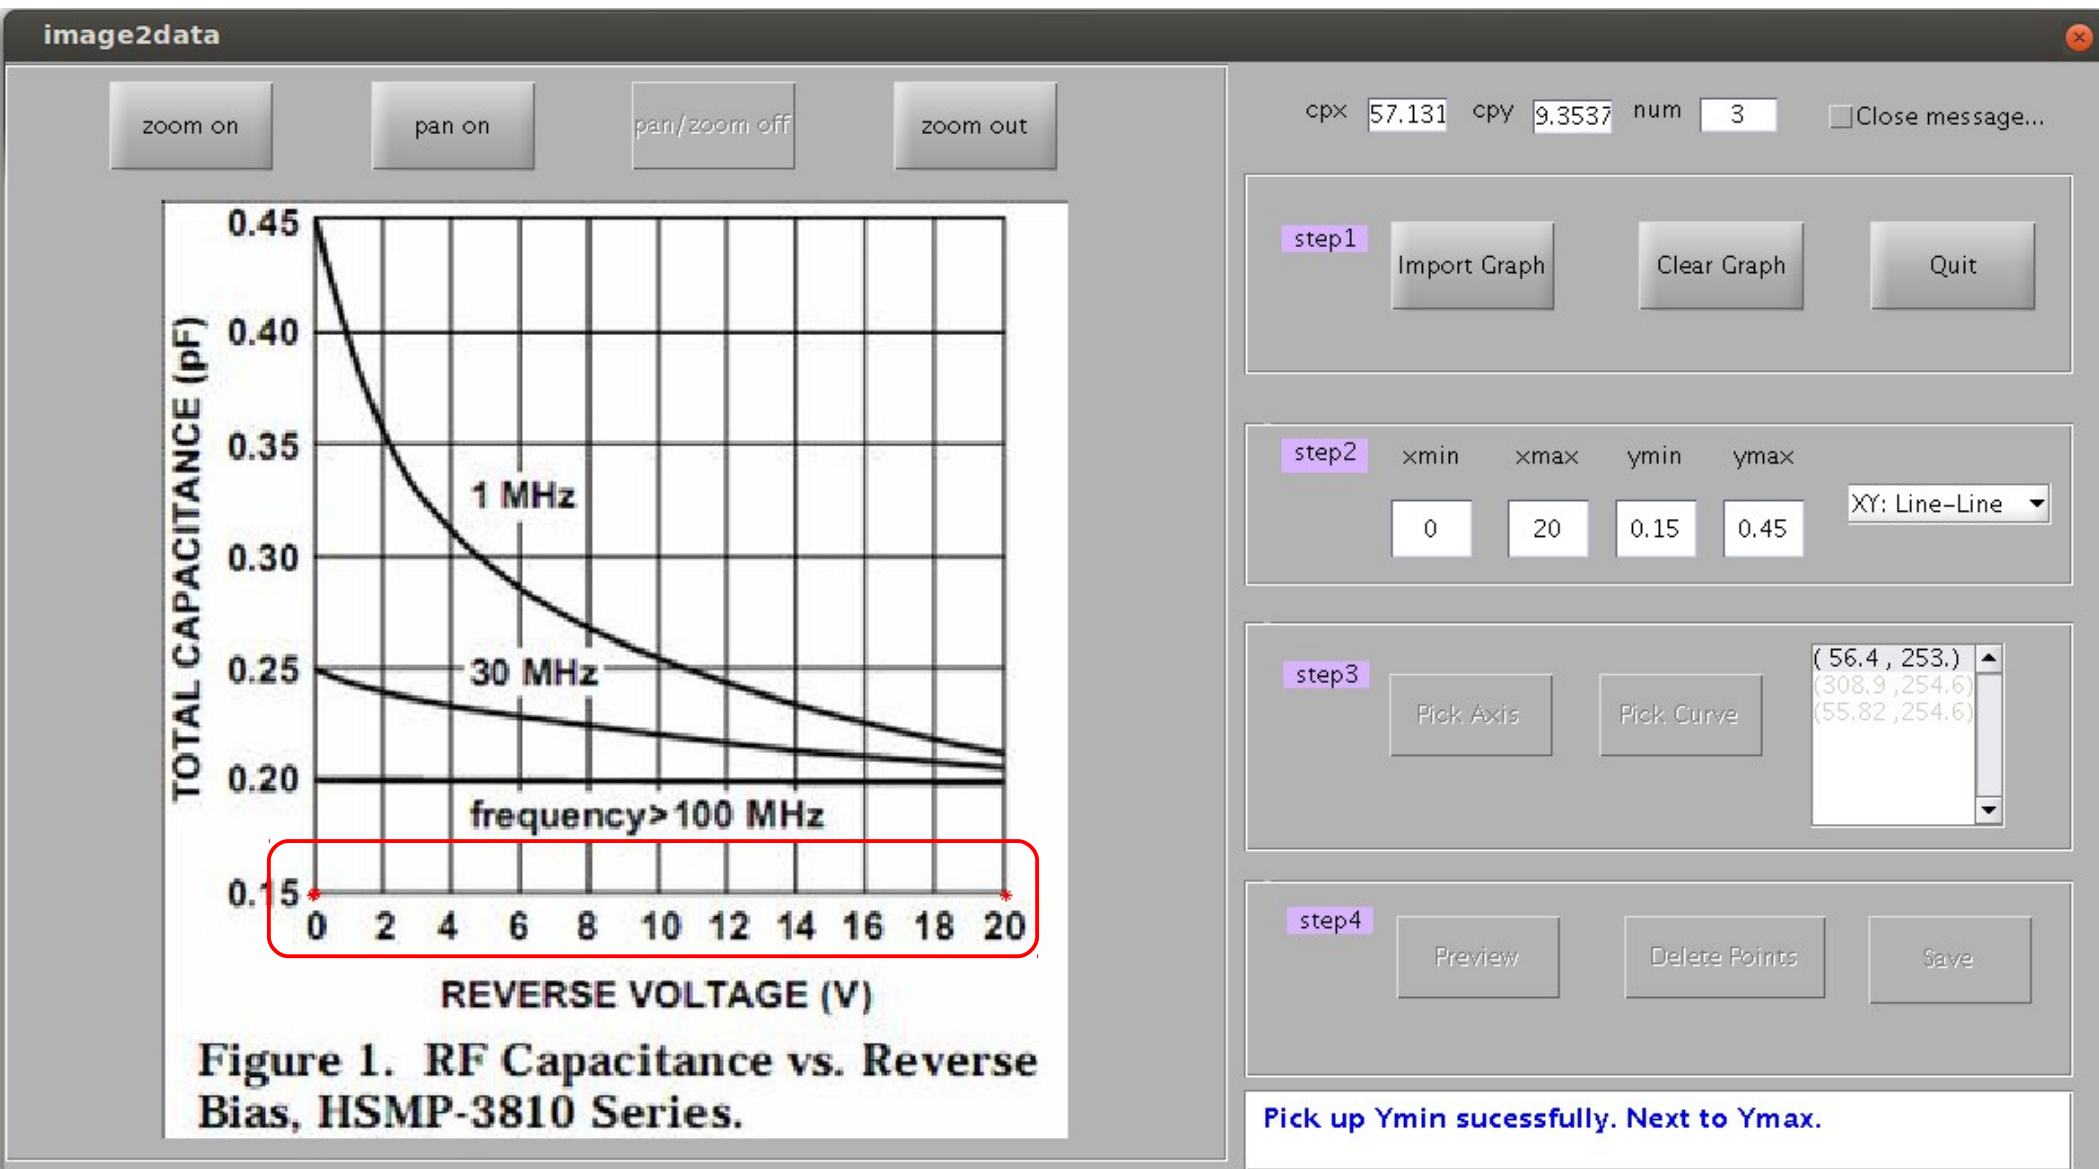 image2data
zoom on
pan on
pan/zoom off
zoom out
cpx 57.131 cpy 9.3537 num 3
Close message...
0.45
0.40
0.35
0.30
0.25
0.20
0.15
TOTAL CAPACITANCE (pF)
1 MHz
30 MHz
frequency>100 MHz
0 2 4 6 8 10 12 14 16 18 20
REVERSE VOLTAGE (V)
Figure 1. RF Capacitance vs. Reverse
Bias, HSMP-3810 Series.
step1
Import Graph
Clear Graph
Quit
step2
xmin xmax ymin ymax
0 20 0.15 0.45
XY: Line-Line
step3
Pick Axis
Pick Curve
( 56.4 , 253.)
(308.9 ,254.6)
(55.82 ,254.6)
step4
Preview
Delete Points
Save
Pick up Ymin sucessfully. Next to Ymax.